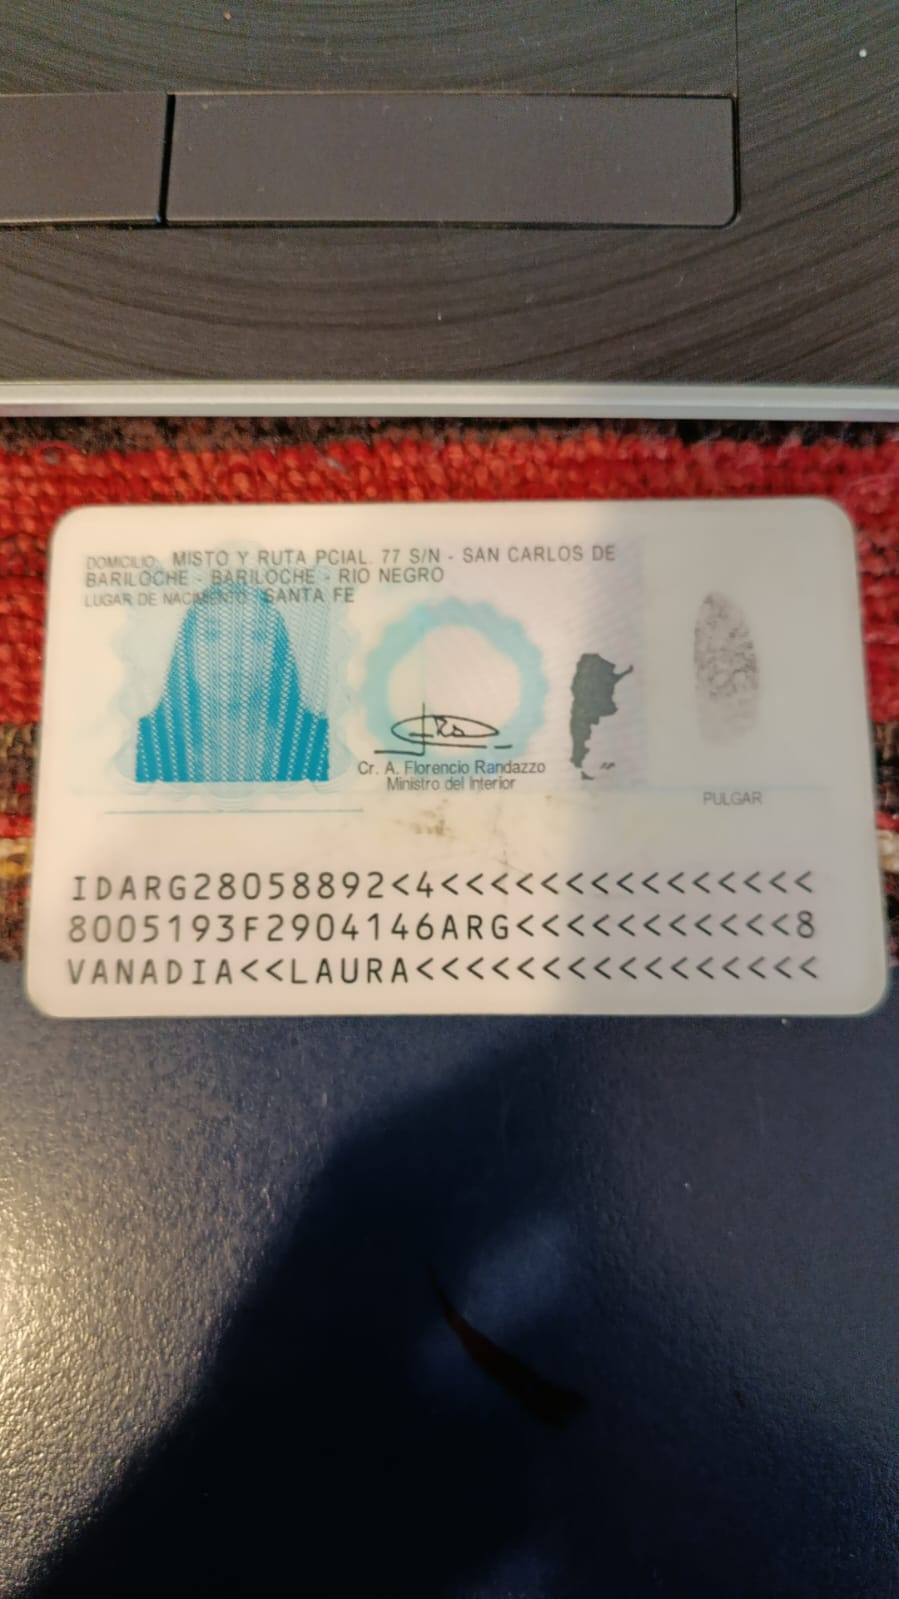 DOMICILIO: MISTO Y RUTA PCIAL. 77 S/N - SAN CARLOS DE
BARILOCHE - BARILOCHE - RIO NEGRO
LUGAR DE NACIMIENTO: SANTA FE
Cr. A. Florencio Randazzo
Ministro del Interior
PULGAR
IDARG28058892<4<<<<<<<<<<<<<<<
8005193F2904146ARG<<<<<<<<<<<8
VANADIA<<LAURA<<<<<<<<<<<<<<<<